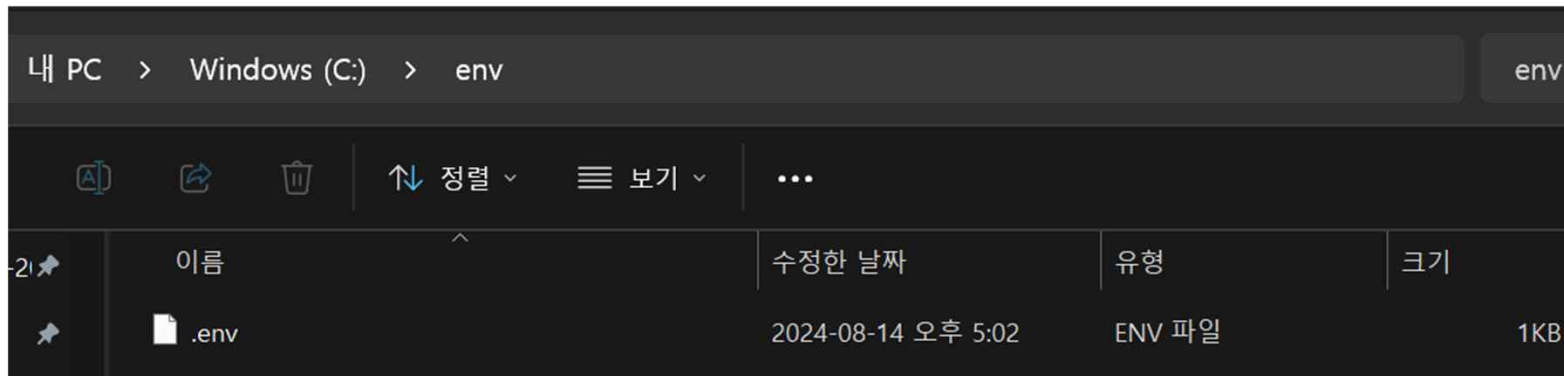 내 PC > Windows (C:) > env env
정렬 보기 •••
이름 수정한 날짜 유형 크기
.env 2024-08-14 오후 5:02 ENV 파일 1KB